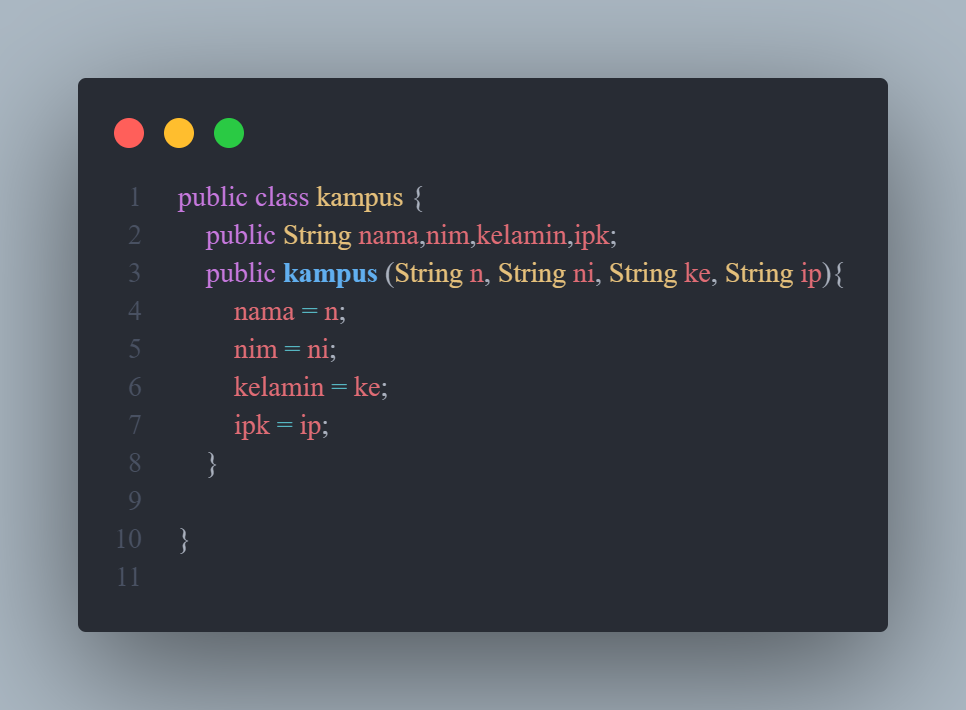 1 public class kampus {
2 public String nama,nim,kelamin,ipk;
3 public kampus (String n, String ni, String ke, String ip){
4 nama = n;
5 nim = ni;
6 kelamin = ke;
7 ipk = ip;
8 }
9
10 }
11